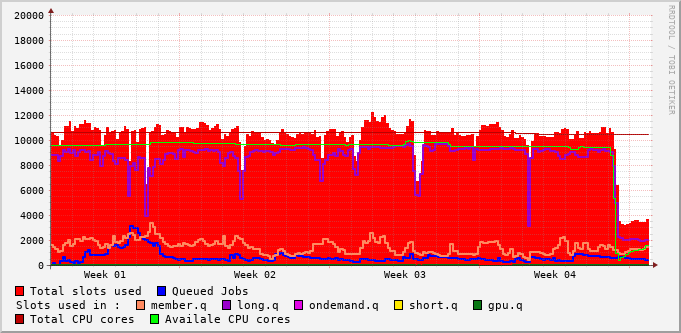 20000
18000
16000
14000
12000
10000
8000
6000
4000
2000
0
Week 01 Week 02 Week 03 Week 04
RRDTOOL / TOBI OETIKER
Total slots used Queued Jobs
Slots used in : member.q long.q ondemand.q short.q gpu.q
Total CPU cores Availale CPU cores